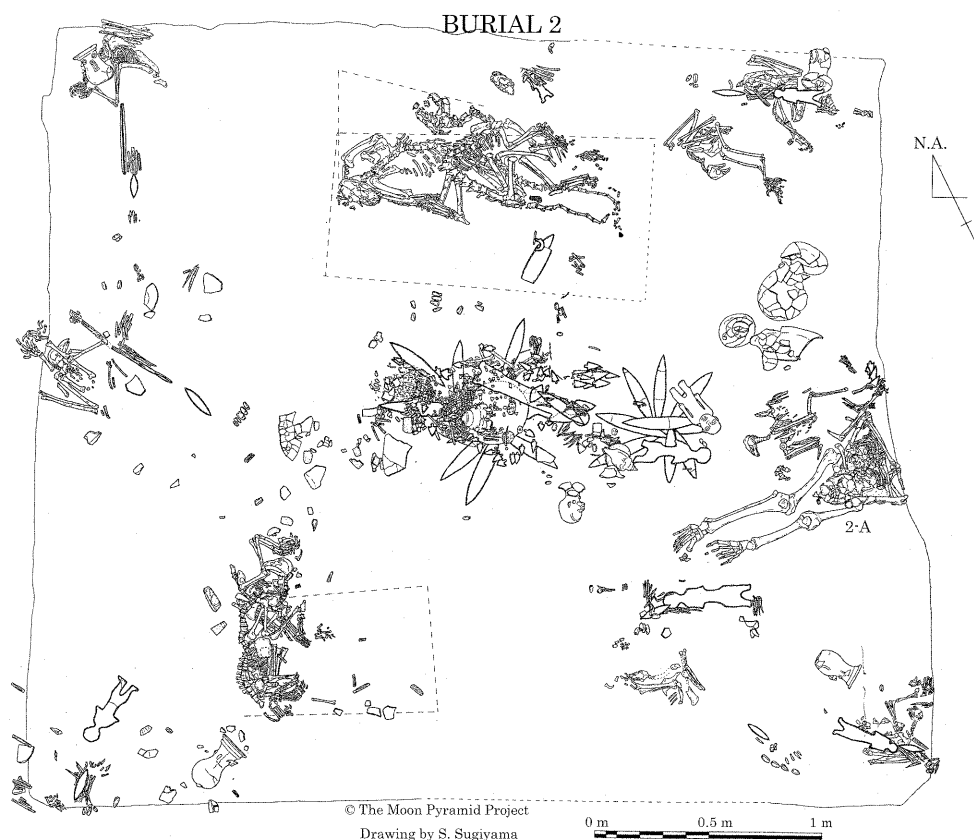 BURIAL 2
N.A.
2-A
© The Moon Pyramid Project
Drawing by S. Sugiyama
0 m 0.5 m 1 m